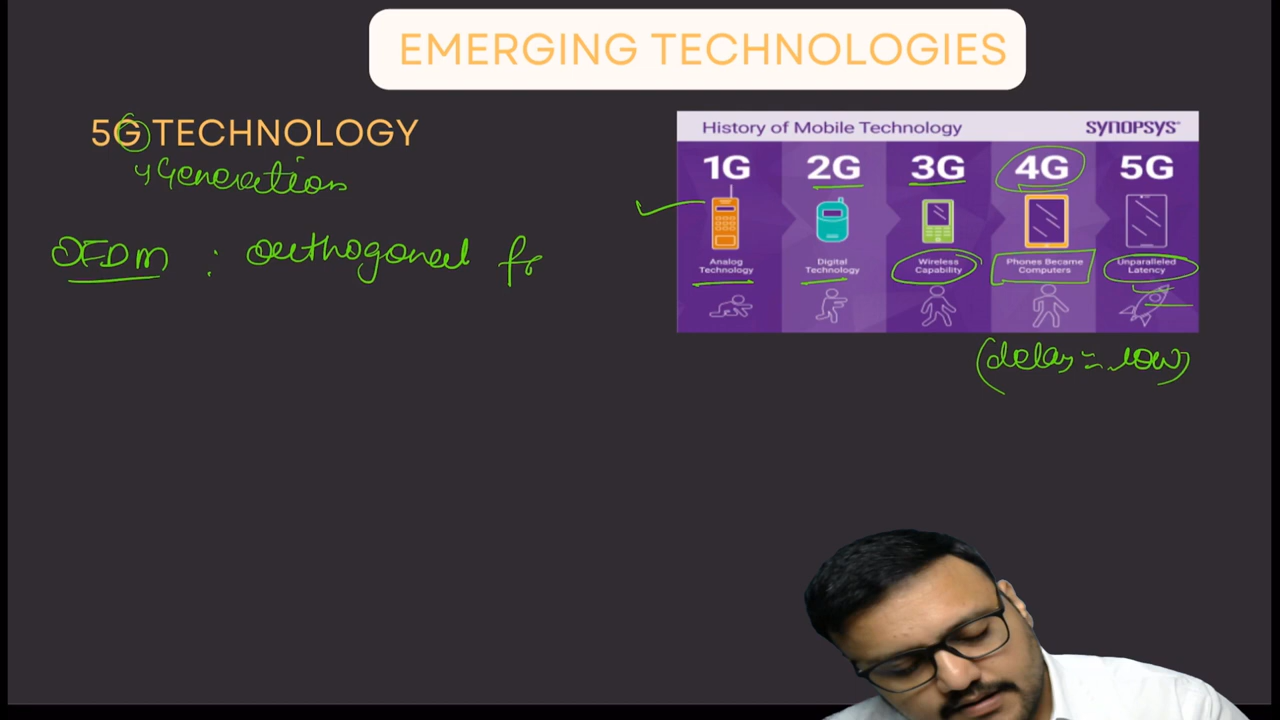 EMERGING TECHNOLOGIES
5G TECHNOLOGY
Generation
OFDM : orthogonal fr
History of Mobile Technology SYNOPSYS
1G 2G 3G 4G 5G
Analog Technology
Digital Technology
Wireless Capability
Phones Became Computers
Unparalleled Latency
(delay = low)